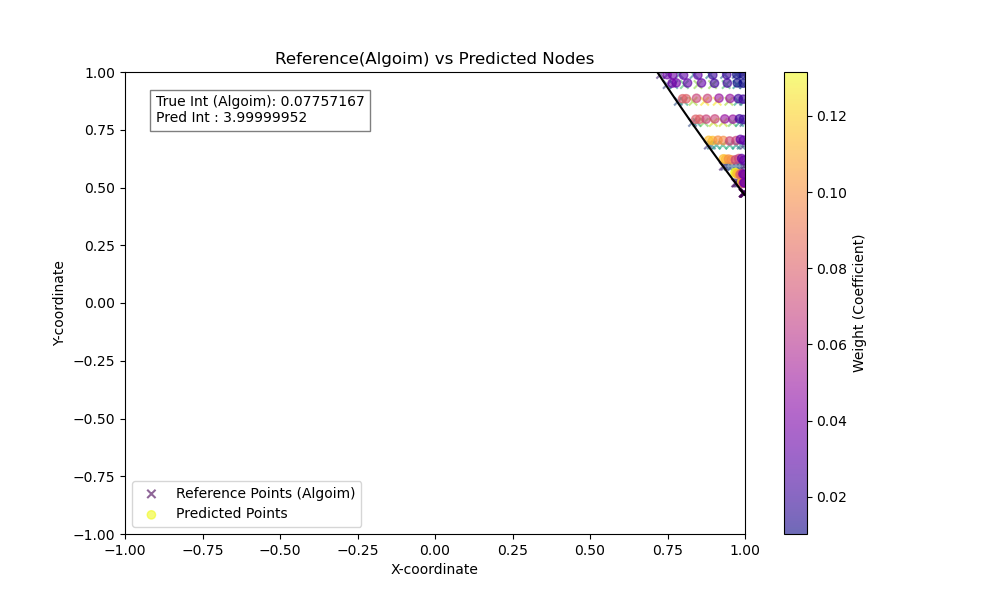 Reference(Algoim) vs Predicted Nodes
True Int (Algoim): 0.07757167
Pred Int : 3.99999952
1.00
0.75
0.50
0.25
0.00
−0.25
−0.50
−0.75
−1.00
Y-coordinate
Reference Points (Algoim)
Predicted Points
−1.00 −0.75 −0.50 −0.25 0.00 0.25 0.50 0.75 1.00
X-coordinate
0.12
0.10
0.08
0.06
0.04
0.02
Weight (Coefficient)